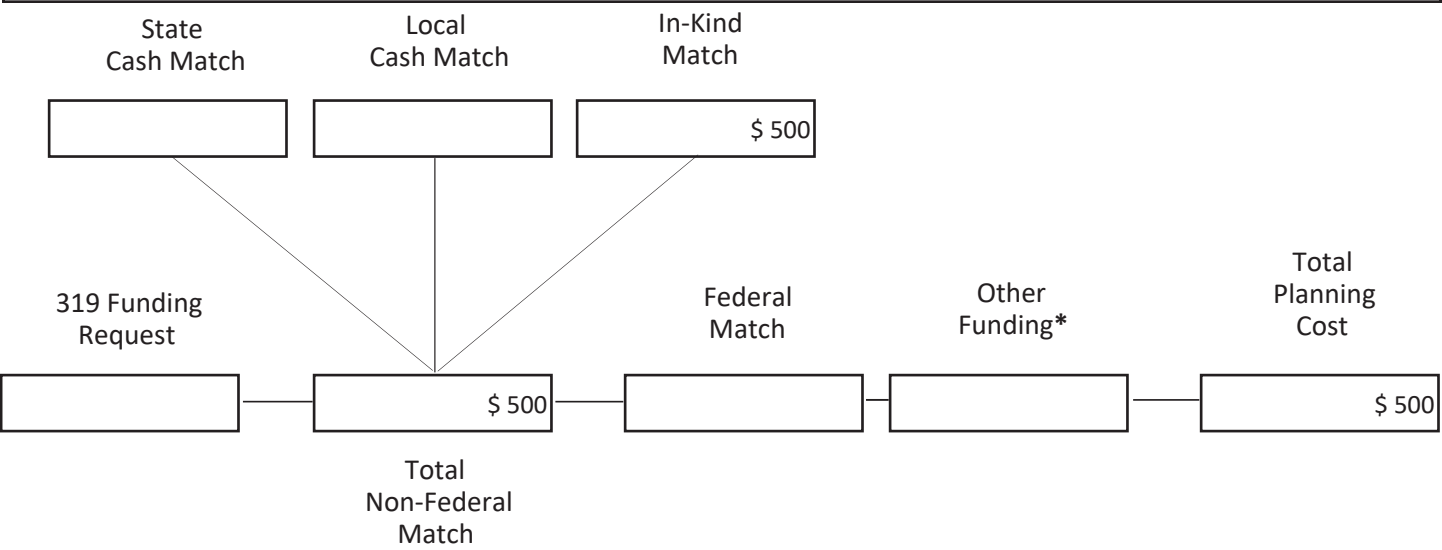 State
Cash Match
Local
Cash Match
In-Kind
Match
$ 500
319 Funding
Request
Federal
Match
Other
Funding*
Total
Planning
Cost
$ 500
$ 500
Total
Non-Federal
Match